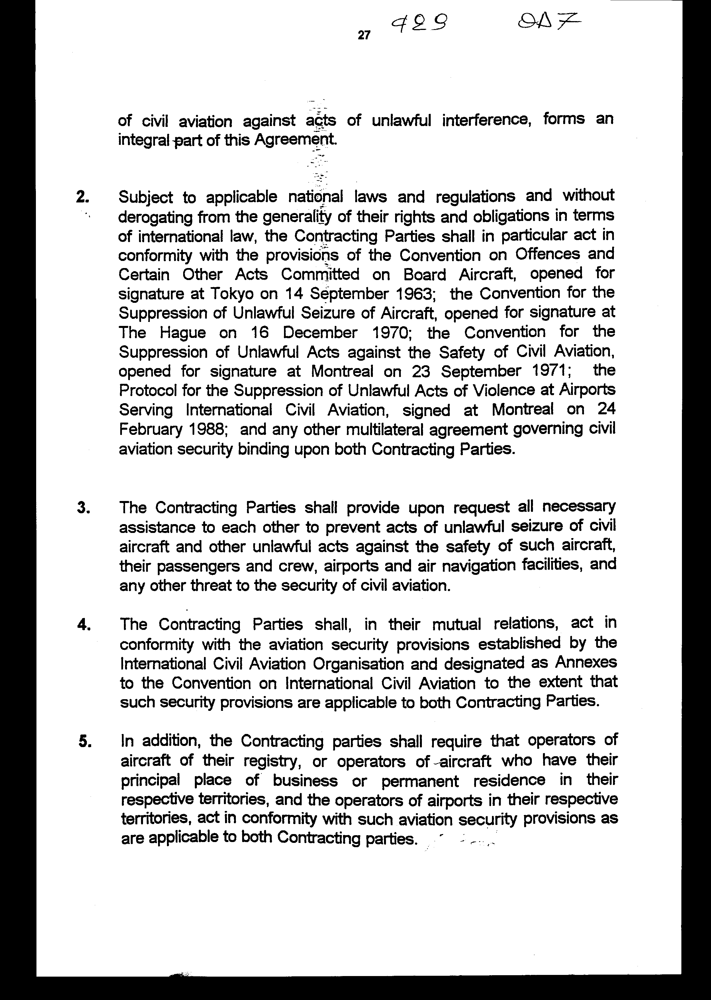 27
of civil aviation against acts of unlawful interference, forms an
integral part of this Agreement.
2. Subject to applicable national laws and regulations and without
derogating from the generality of their rights and obligations in terms
of international law, the Contracting Parties shall in particular act in
conformity with the provisions of the Convention on Offences and
Certain Other Acts Committed on Board Aircraft, opened for
signature at Tokyo on 14 September 1963; the Convention for the
Suppression of Unlawful Seizure of Aircraft, opened for signature at
The Hague on 16 December 1970; the Convention for the
Suppression of Unlawful Acts against the Safety of Civil Aviation,
opened for signature at Montreal on 23 September 1971; the
Protocol for the Suppression of Unlawful Acts of Violence at Airports
Serving International Civil Aviation, signed at Montreal on 24
February 1988; and any other multilateral agreement governing civil
aviation security binding upon both Contracting Parties.
3. The Contracting Parties shall provide upon request all necessary
assistance to each other to prevent acts of unlawful seizure of civil
aircraft and other unlawful acts against the safety of such aircraft,
their passengers and crew, airports and air navigation facilities, and
any other threat to the security of civil aviation.
4. The Contracting Parties shall, in their mutual relations, act in
conformity with the aviation security provisions established by the
International Civil Aviation Organisation and designated as Annexes
to the Convention on International Civil Aviation to the extent that
such security provisions are applicable to both Contracting Parties.
5. In addition, the Contracting parties shall require that operators of
aircraft of their registry, or operators of aircraft who have their
principal place of business or permanent residence in their
respective territories, and the operators of airports in their respective
territories, act in conformity with such aviation security provisions as
are applicable to both Contracting parties.